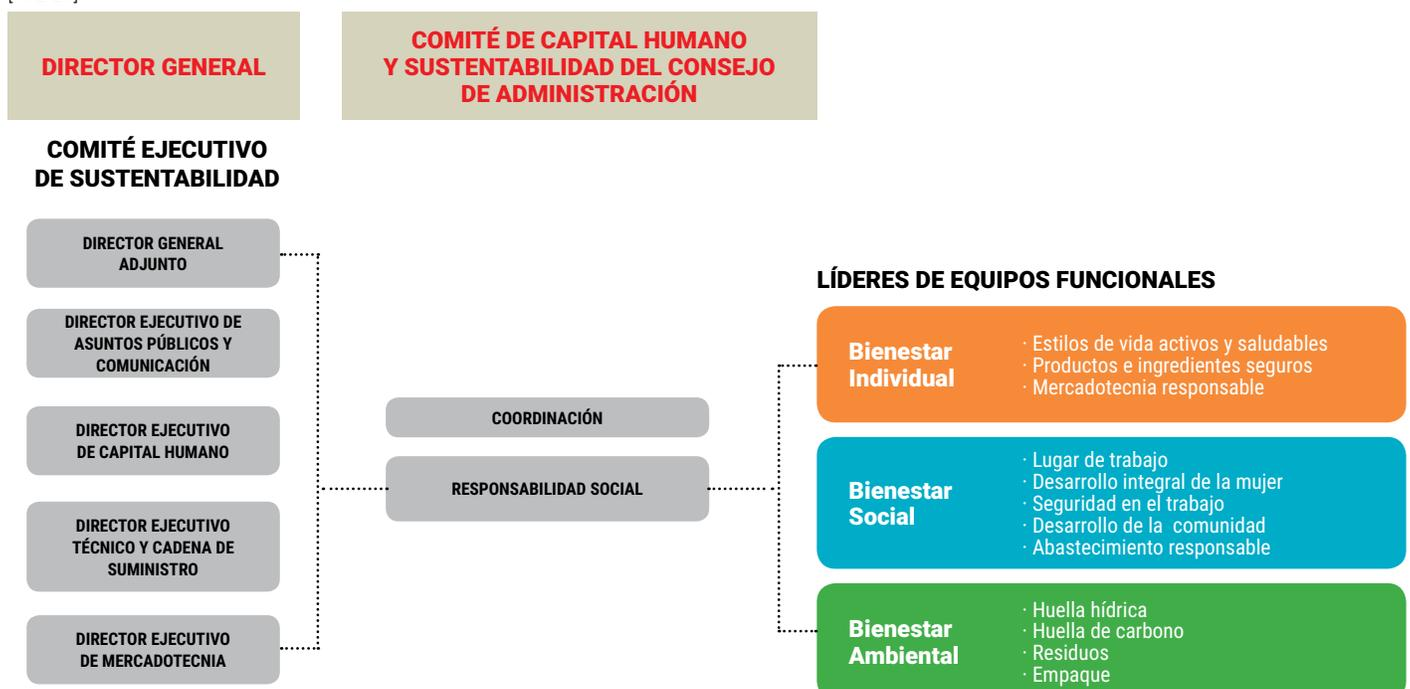 DIRECTOR GENERAL
COMITÉ DE CAPITAL HUMANO
Y SUSTENTABILIDAD DEL CONSEJO
DE ADMINISTRACIÓN
COMITÉ EJECUTIVO
DE SUSTENTABILIDAD
DIRECTOR GENERAL
ADJUNTO
DIRECTOR EJECUTIVO DE
ASUNTOS PÚBLICOS Y
COMUNICACIÓN
DIRECTOR EJECUTIVO
DE CAPITAL HUMANO
DIRECTOR EJECUTIVO
TÉCNICO Y CADENA DE
SUMINISTRO
DIRECTOR EJECUTIVO
DE MERCADOTECNIA
COORDINACIÓN
RESPONSABILIDAD SOCIAL
LÍDERES DE EQUIPOS FUNCIONALES
Bienestar
Individual
· Estilos de vida activos y saludables
· Productos e ingredientes seguros
· Mercadotecnia responsable
Bienestar
Social
· Lugar de trabajo
· Desarrollo integral de la mujer
· Seguridad en el trabajo
· Desarrollo de la comunidad
· Abastecimiento responsable
Bienestar
Ambiental
· Huella hídrica
· Huella de carbono
· Residuos
· Empaque